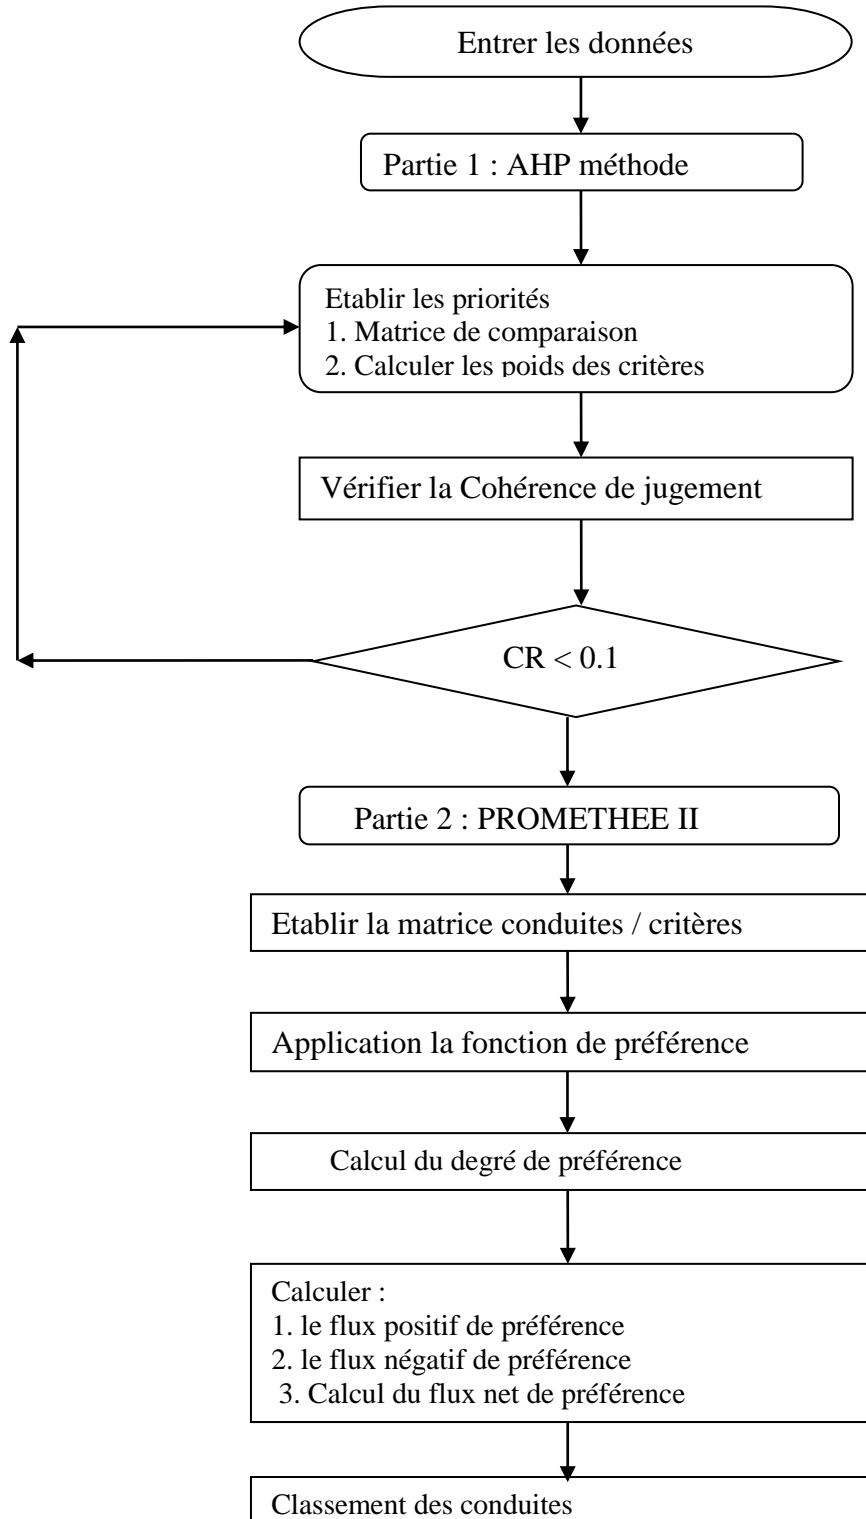 Entrer les données
Partie 1 : AHP méthode
Etablir les priorités
1. Matrice de comparaison
2. Calculer les poids des critères
Vérifier la Cohérence de jugement
CR < 0.1
Partie 2 : PROMETHEE II
Etablir la matrice conduites / critères
Application la fonction de préférence
Calcul du degré de préférence
Calculer :
1. le flux positif de préférence
2. le flux négatif de préférence
3. Calcul du flux net de préférence
Classement des conduites